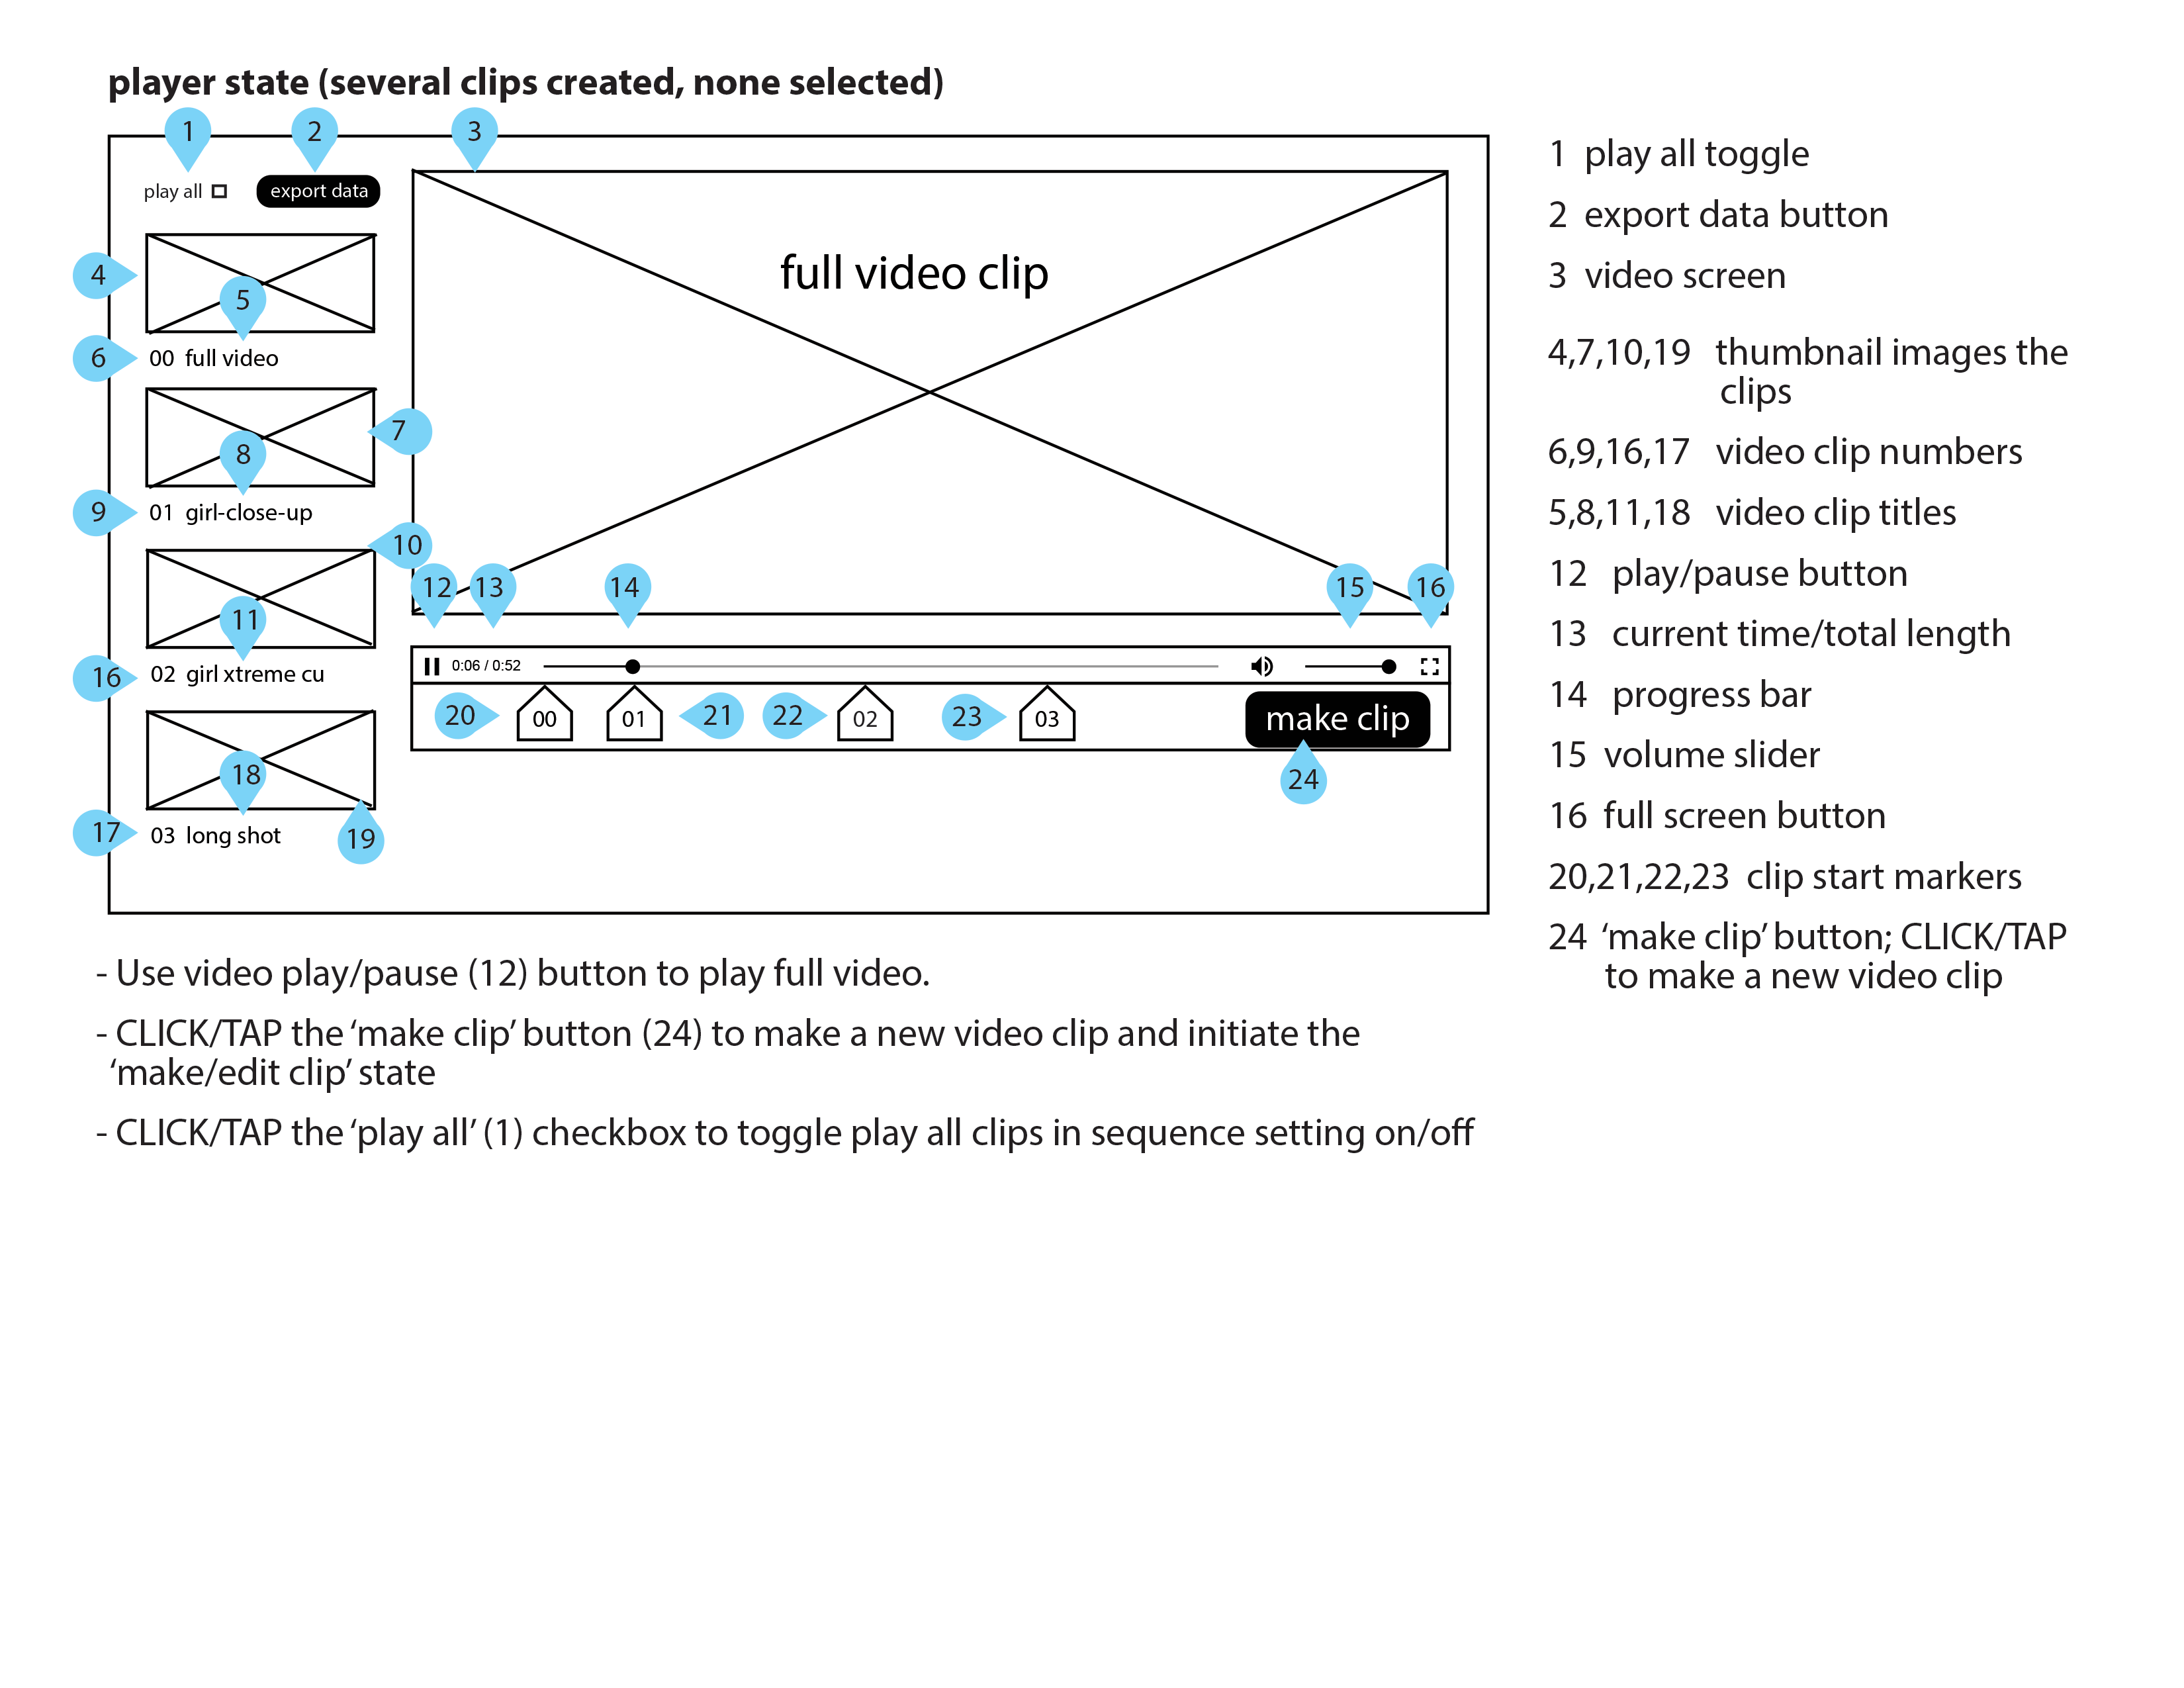 player state (several clips created, none selected)
1
2
3
play all
export data
full video clip
4
5
6
00 full video
7
8
9
01 girl-close-up
10
11
12
13
14
15
16
16
02 girl xtreme cu
0:06 / 0:52
20
00
01
21
22
02
23
03
make clip
24
18
17
03 long shot
19
1 play all toggle
2 export data button
3 video screen
4,7,10,19 thumbnail images the
clips
6,9,16,17 video clip numbers
5,8,11,18 video clip titles
12 play/pause button
13 current time/total length
14 progress bar
15 volume slider
16 full screen button
20,21,22,23 clip start markers
24 ‘make clip’ button; CLICK/TAP
to make a new video clip
- Use video play/pause (12) button to play full video.
- CLICK/TAP the ‘make clip’ button (24) to make a new video clip and initiate the
‘make/edit clip’ state
- CLICK/TAP the ‘play all’ (1) checkbox to toggle play all clips in sequence setting on/off